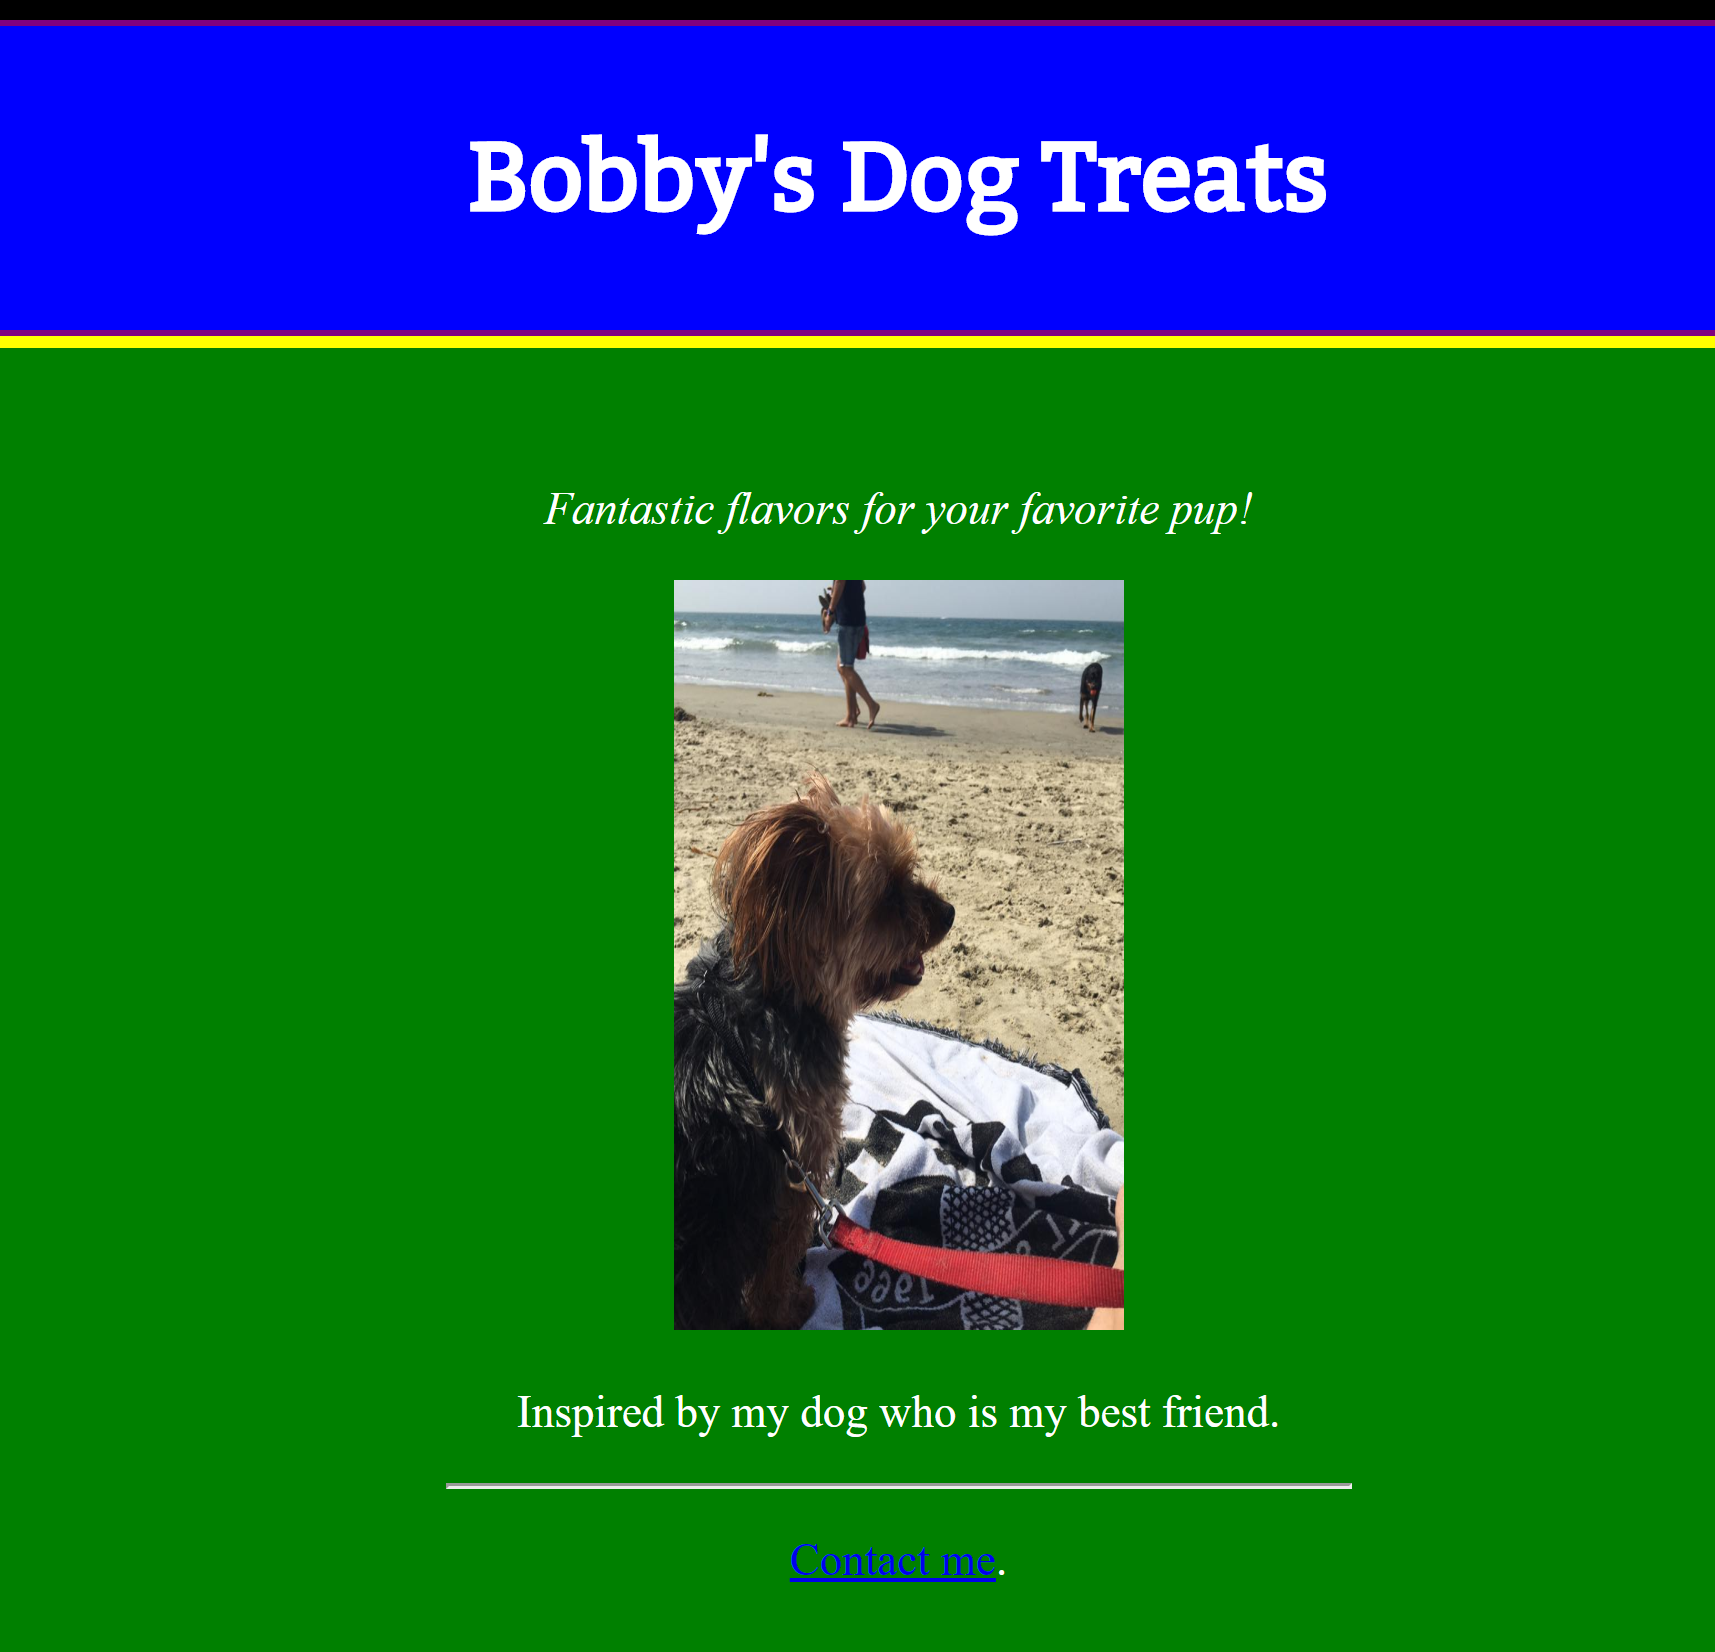 Bobby's Dog Treats
Fantastic flavors for your favorite pup!
Inspired by my dog who is my best friend.
Contact me.